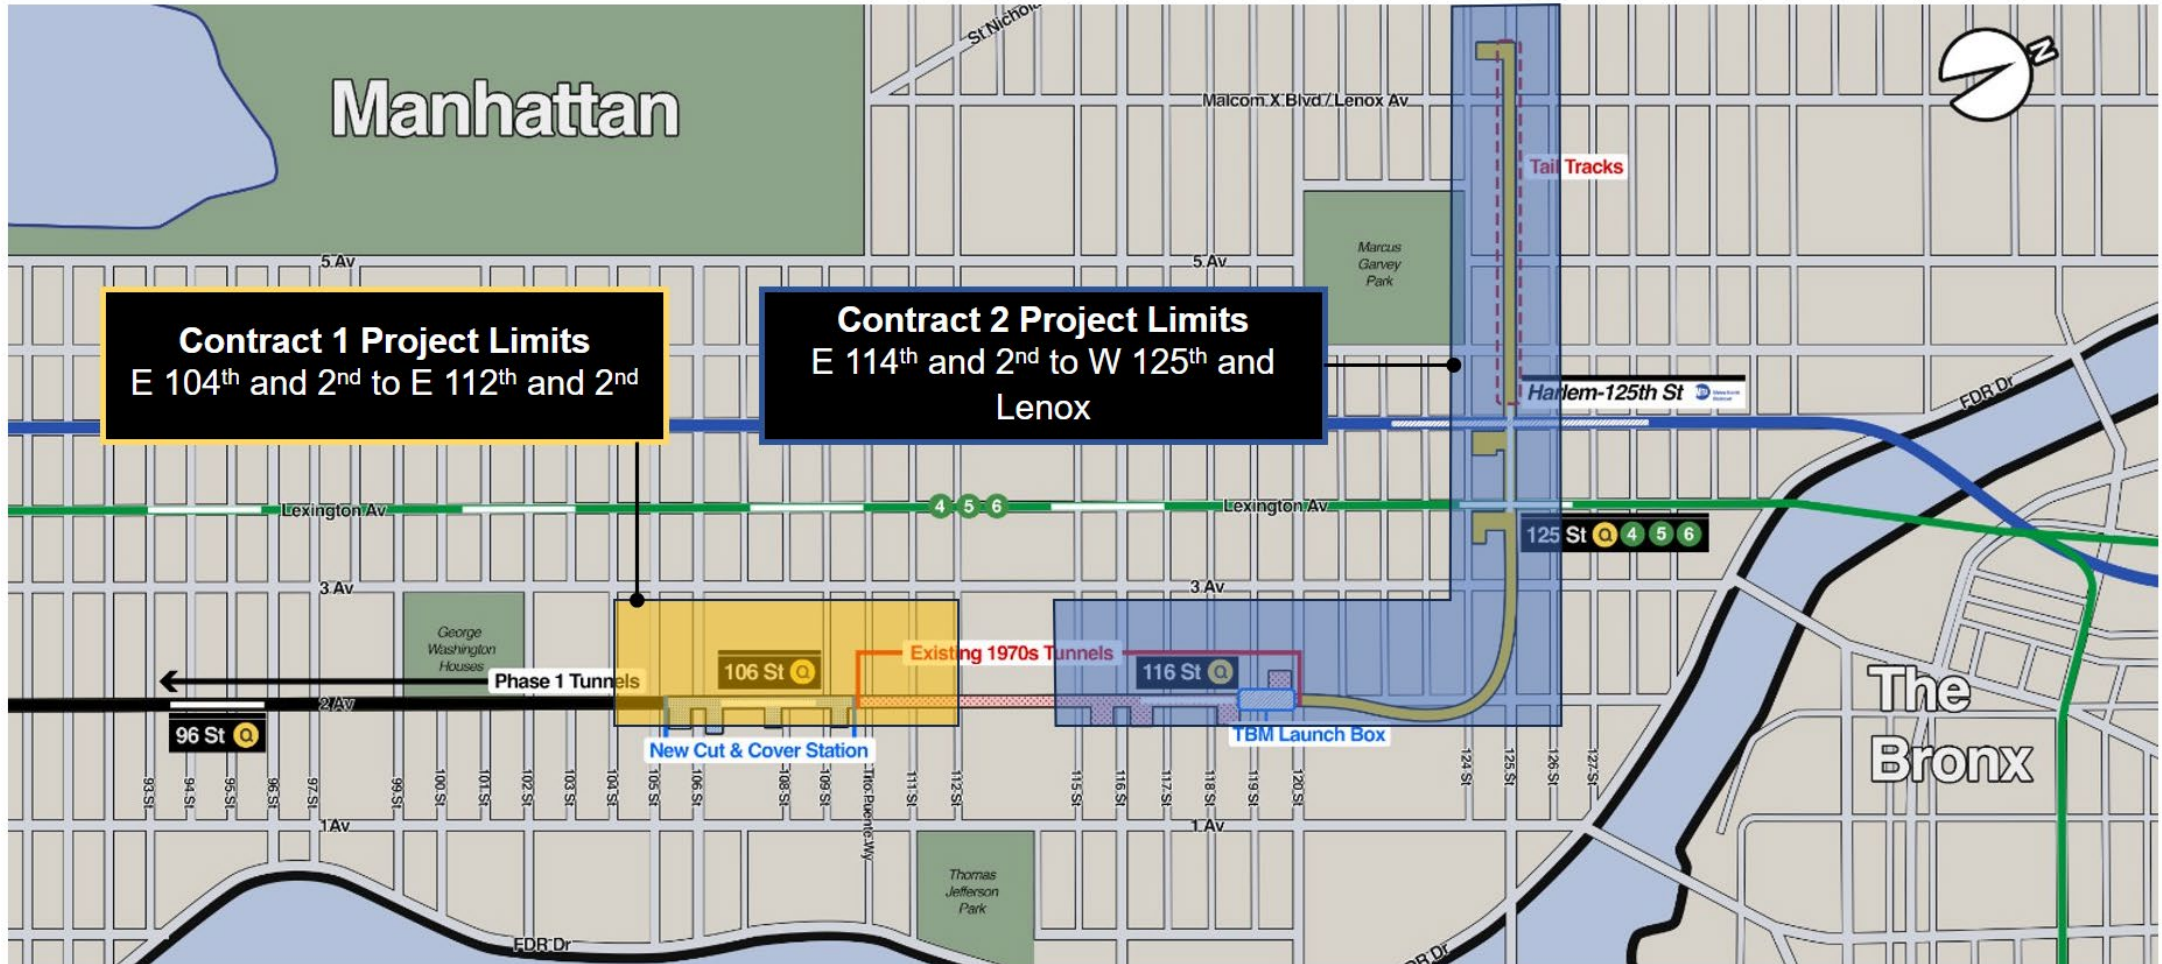 Manhattan
St Nichol
N
Malcom X Blvd / Lenox Av
Tail Tracks
Marcus
Garvey
Park
5 Av
5 Av
Contract 1 Project Limits
E 104th and 2nd to E 112th and 2nd
Contract 2 Project Limits
E 114th and 2nd to W 125th and
Lenox
Harlem-125th St
FDR Dr
Lexington Av
4 5 6
Lexington Av
125 St Q 4 5 6
3 Av
3 Av
George
Washington
Houses
Phase 1 Tunnels
106 St Q
Existing 1970s Tunnels
116 St Q
2 Av
96 St Q
New Cut & Cover Station
TBM Launch Box
The
Bronx
93 St
94 St
95 St
96 St
97 St
99 St
100 St
101 St
102 St
103 St
104 St
105 St
106 St
108 St
109 St
Tito Puente Wy
111 St
112 St
115 St
116 St
117 St
118 St
119 St
120 St
124 St
125 St
126 St
127 St
1 Av
1 Av
Thomas
Jefferson
Park
FDR Dr
DR Dr